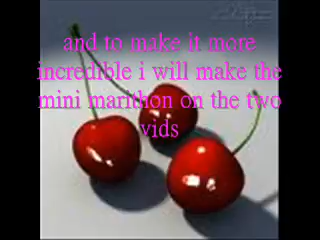 and to make it more
incredible i will make the
mini marithon on the two
vids